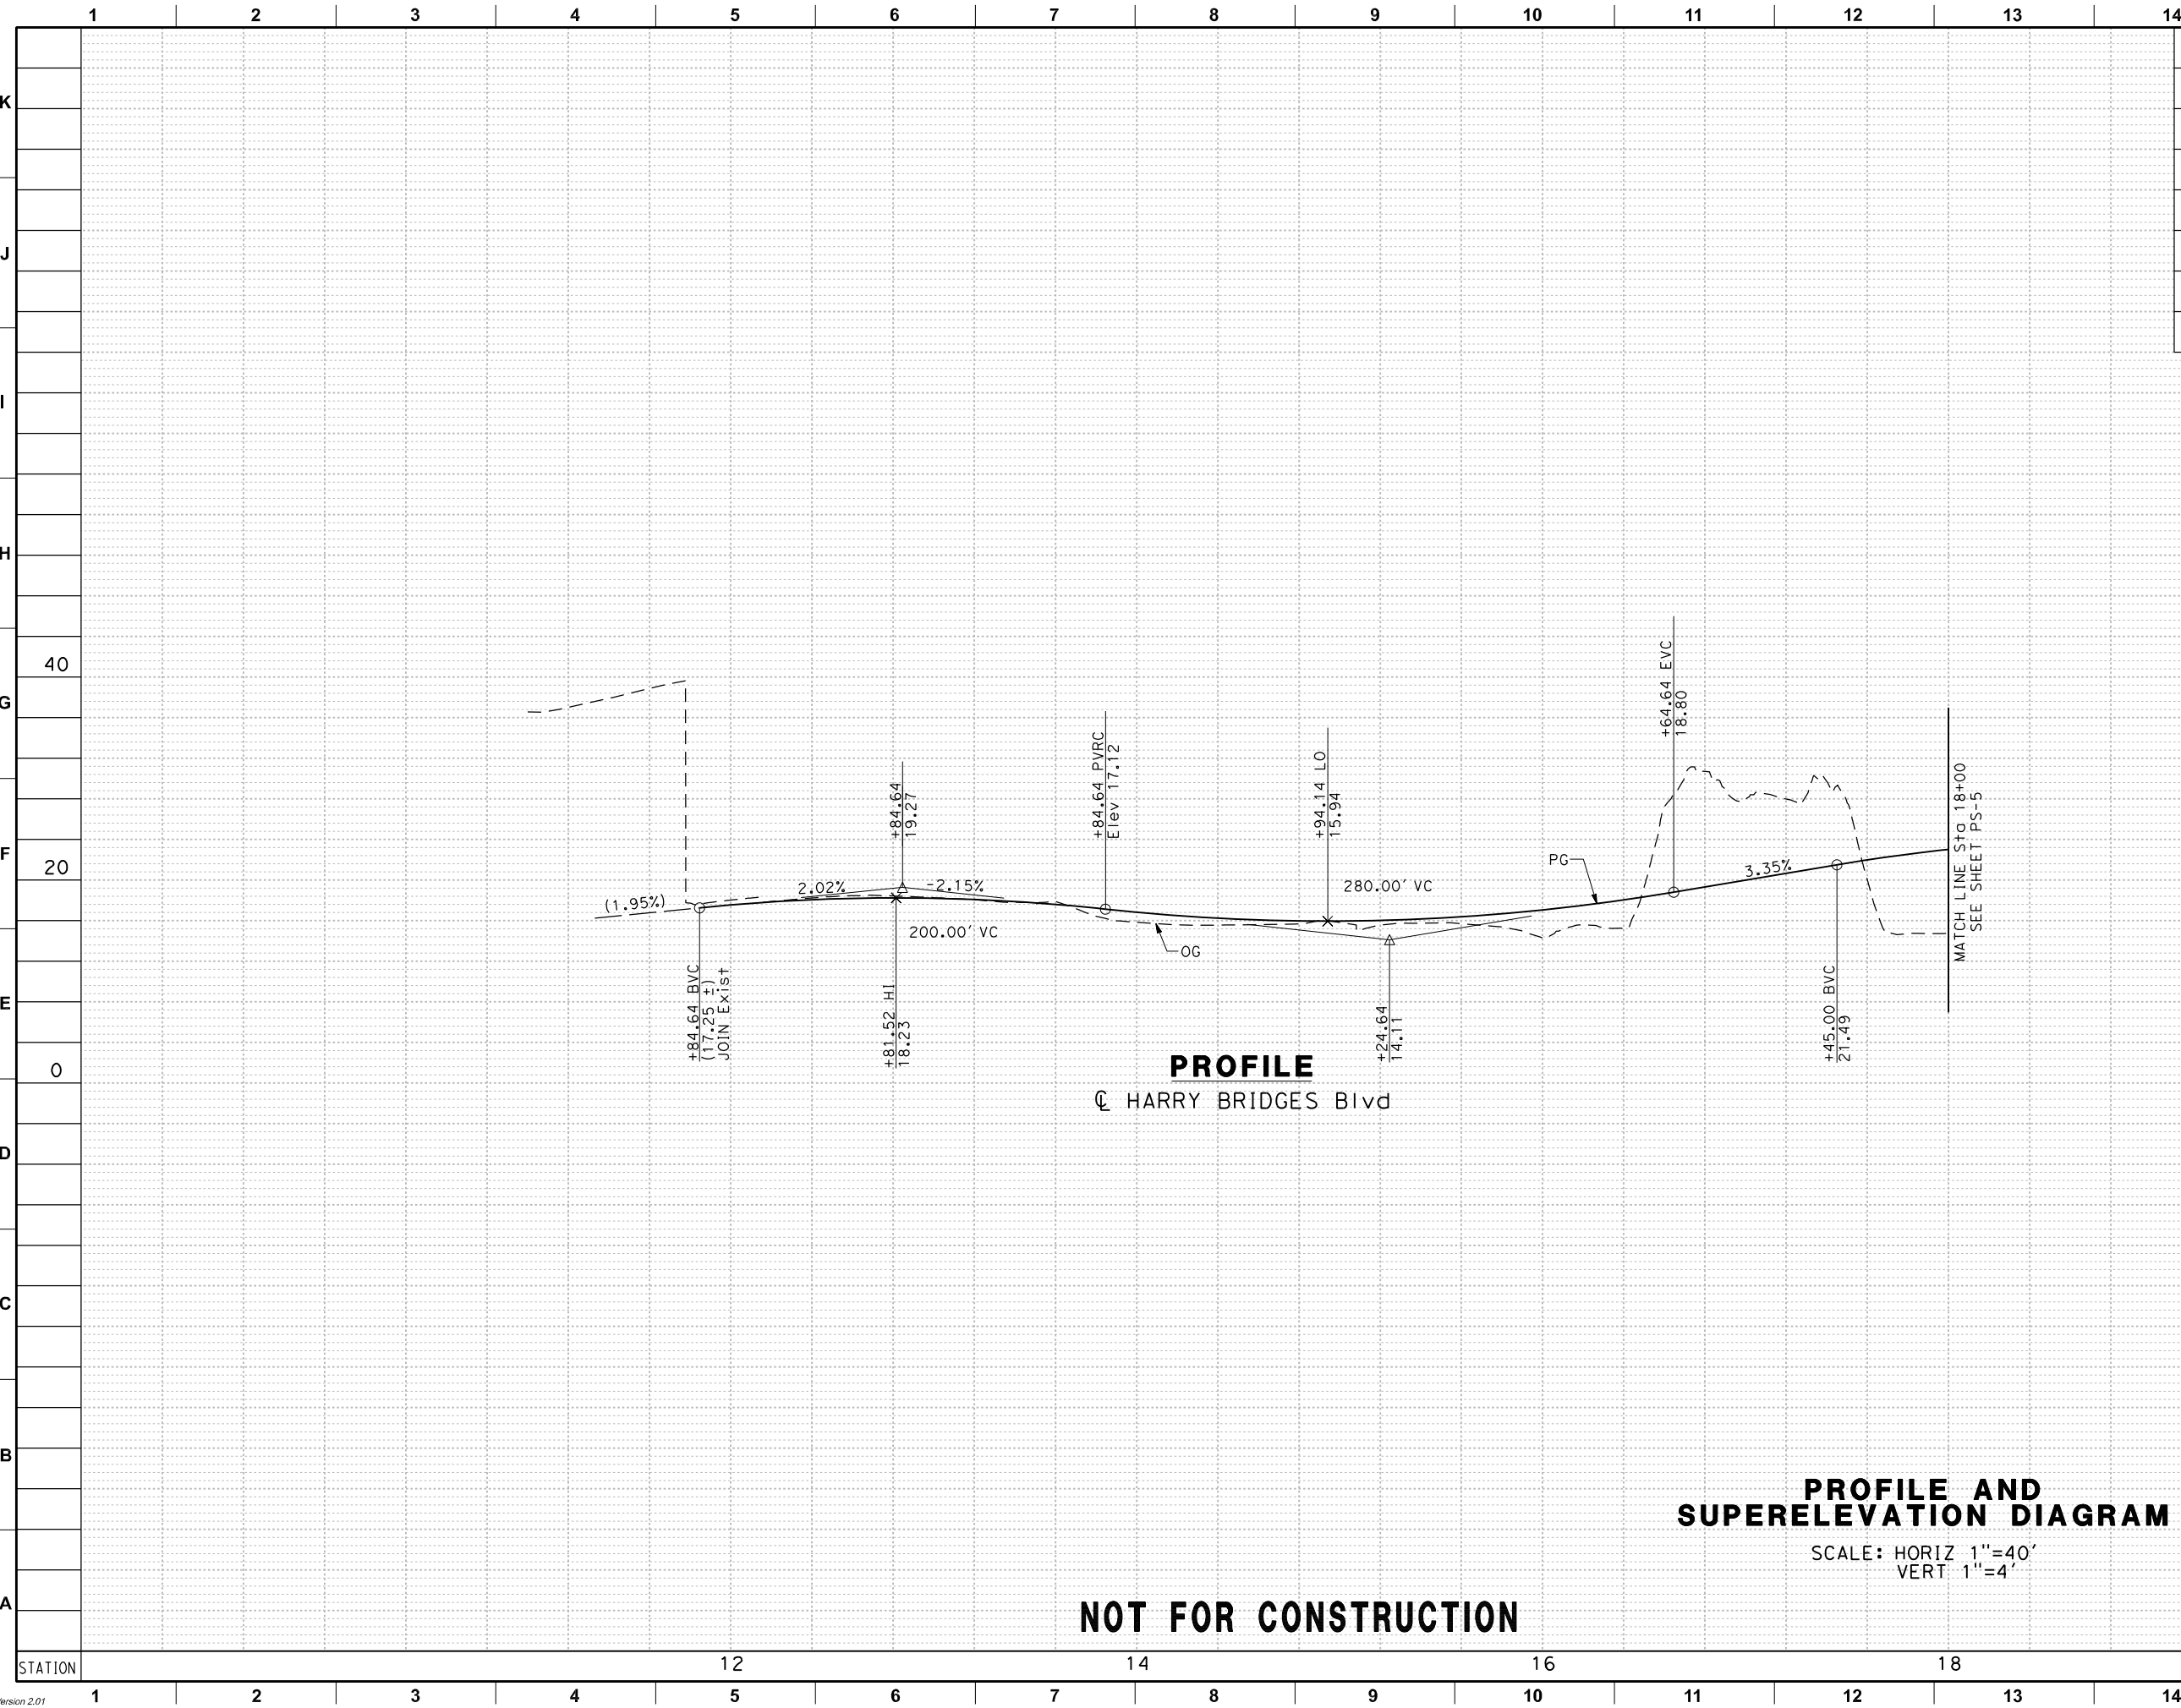 1 2 3 4 5 6 7 8 9 10 11 12 13 14
K
J
I
H
40
G
+64.64 EVC
18.80
+84.64 PVRC
Elev 17.12
+94.14 LO
15.94
+84.64
19.27
MATCH LINE Sta 18+00
SEE SHEET PS-5
F
20
PG
3.35%
(1.95%)
2.02%
-2.15%
280.00' VC
200.00' VC
OG
E
+84.64 BVC
(17.25 ±)
JOIN Exist
+81.52 HI
18.23
+24.64
14.11
+45.00 BVC
21.49
0
PROFILE
℄ HARRY BRIDGES Blvd
D
C
B
PROFILE AND
SUPERELEVATION DIAGRAM
SCALE: HORIZ 1"=40'
VERT 1"=4'
A
NOT FOR CONSTRUCTION
STATION 12 14 16 18
1 2 3 4 5 6 7 8 9 10 11 12 13 14